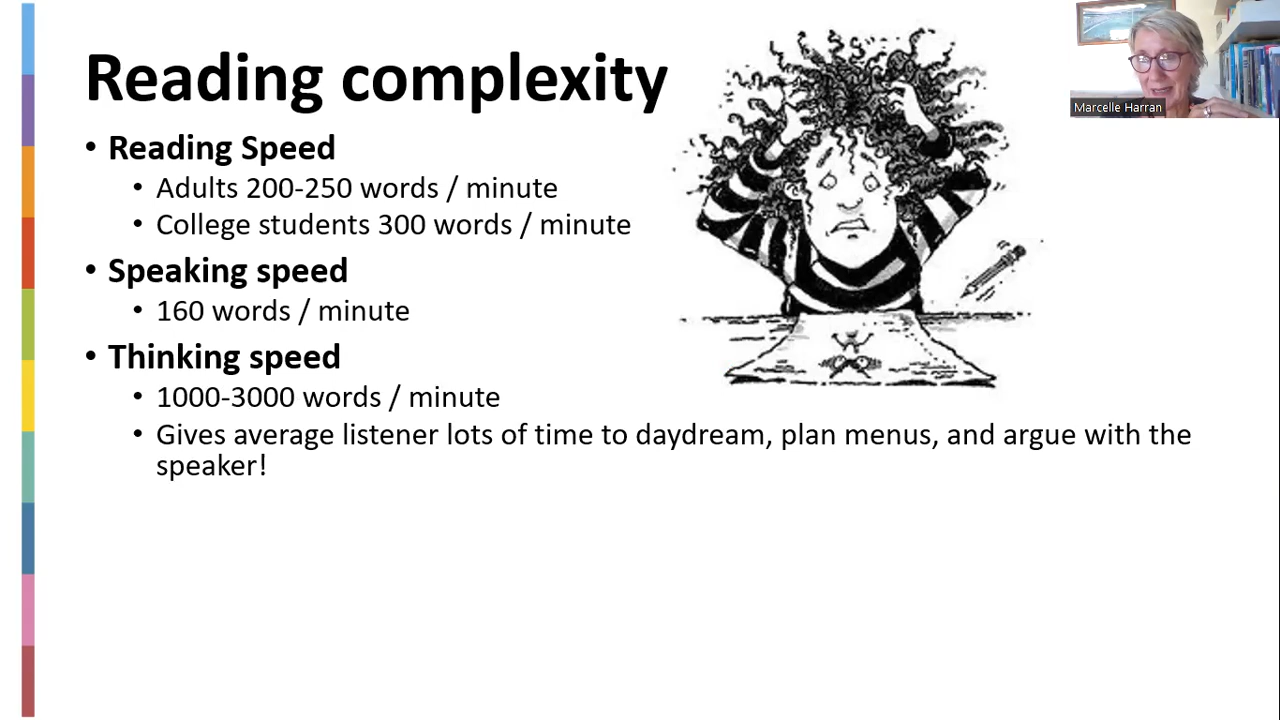 Reading complexity
• Reading Speed
• Adults 200-250 words / minute
• College students 300 words / minute
• Speaking speed
• 160 words / minute
• Thinking speed
• 1000-3000 words / minute
• Gives average listener lots of time to daydream, plan menus, and argue with the
speaker!
Marcelle Harran